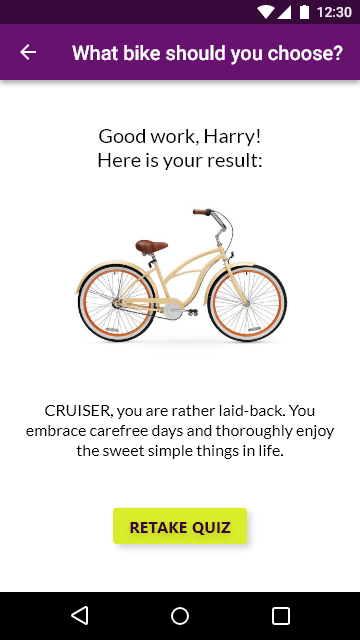 12:30
What bike should you choose?
Good work, Harry!
Here is your result:
CRUISER, you are rather laid-back. You
embrace carefree days and thoroughly enjoy
the sweet simple things in life.
RETAKE QUIZ